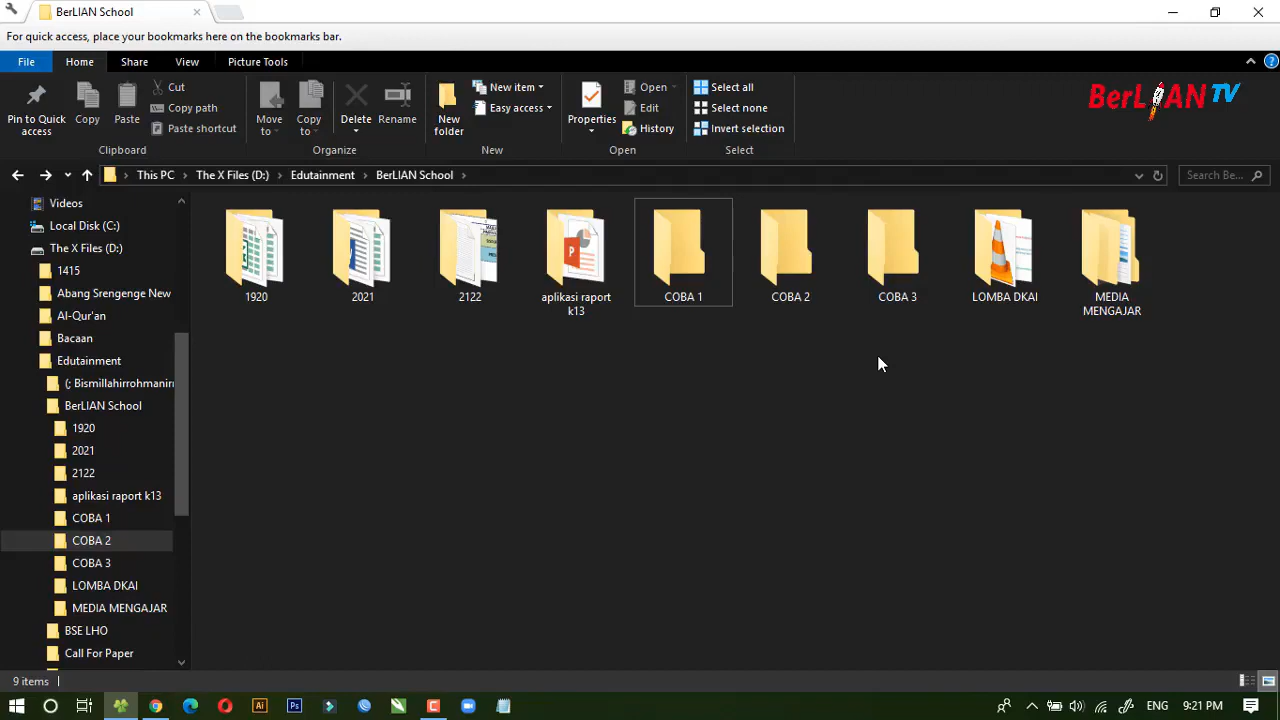 BerLIAN School
For quick access, place your bookmarks here on the bookmarks bar.
File Home Share View Picture Tools
Pin to Quick access
Copy
Paste
Cut
Copy path
Paste shortcut
Clipboard
Move to
Copy to
Delete
Rename
Organize
New folder
New item
Easy access
New
Properties
Open
Edit
History
Open
Select all
Select none
Invert selection
Select
BerLIAN TV
This PC > The X Files (D:) > Edutainment > BerLIAN School >
Search Be...
Videos
Local Disk (C:)
The X Files (D:)
1415
Abang Srengenge New
Al-Qur'an
Bacaan
Edutainment
(; Bismillahirrohmanirr
BerLIAN School
1920
2021
2122
aplikasi raport k13
COBA 1
COBA 2
COBA 3
LOMBA DKAI
MEDIA MENGAJAR
BSE LHO
Call For Paper
1920
2021
2122
aplikasi raport
k13
COBA 1
COBA 2
COBA 3
LOMBA DKAI
MEDIA
MENGAJAR
9 items
Ai
Ps
ENG
9:21 PM